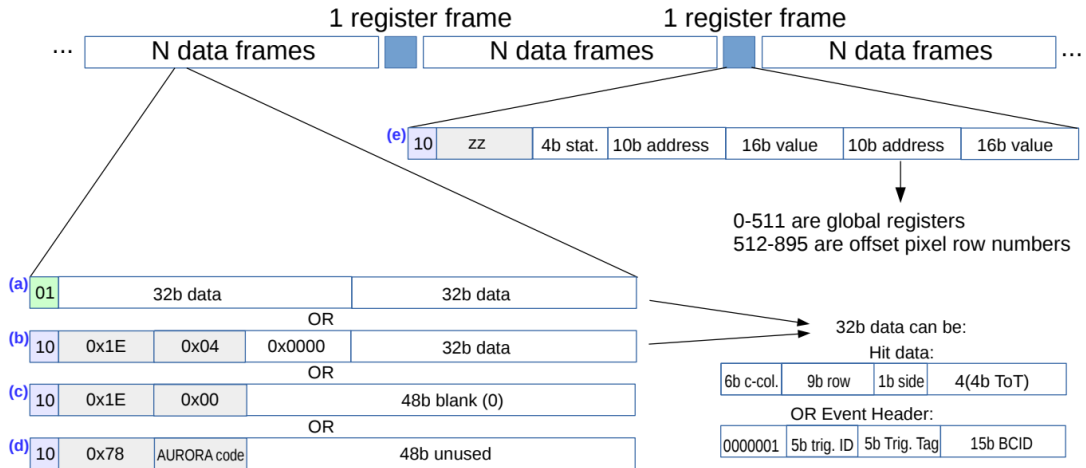 1 register frame 1 register frame
... N data frames N data frames N data frames ...
(e) 10 zz 4b stat. 10b address 16b value 10b address 16b value
0-511 are global registers
512-895 are offset pixel row numbers
(a) 01 32b data 32b data
OR
(b) 10 0x1E 0x04 0x0000 32b data
OR
(c) 10 0x1E 0x00 48b blank (0)
OR
(d) 10 0x78 AURORA code 48b unused
32b data can be:
Hit data:
6b c-col. 9b row 1b side 4(4b ToT)
OR Event Header:
0000001 5b trig. ID 5b Trig. Tag 15b BCID